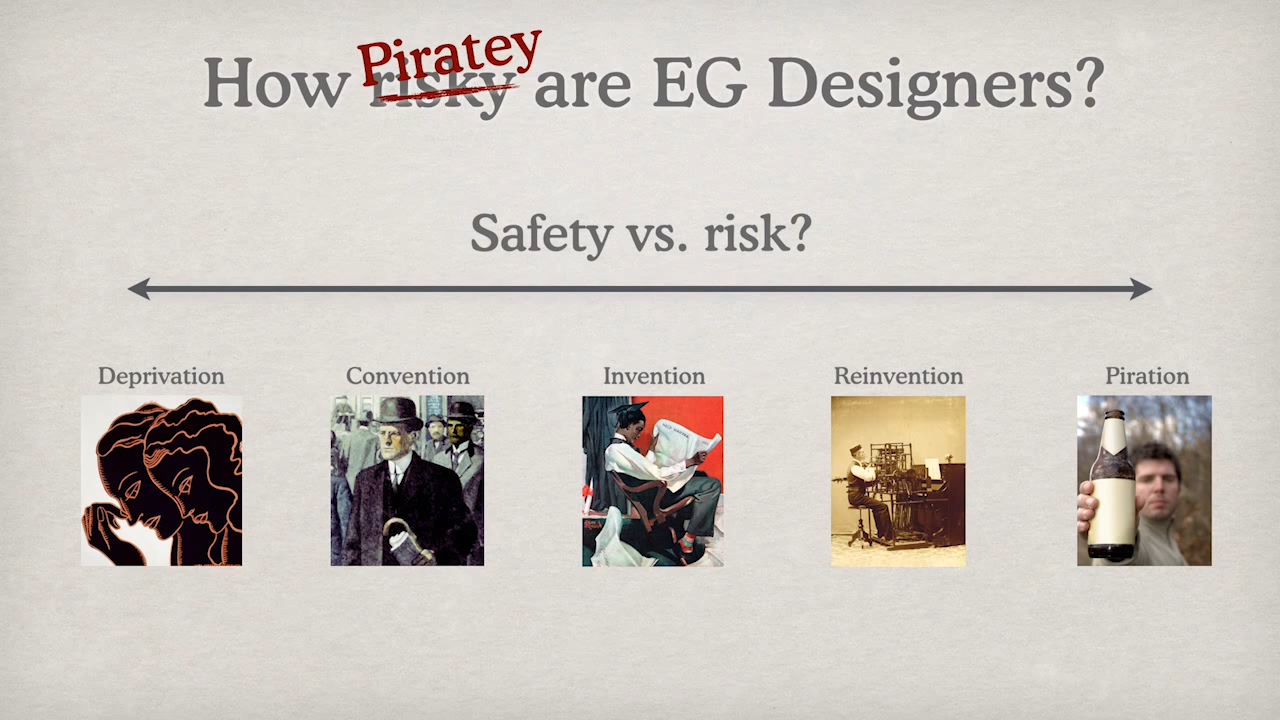 Piratey
How risky are EG Designers?
Safety vs. risk?
Deprivation
Convention
Invention
Reinvention
Piration